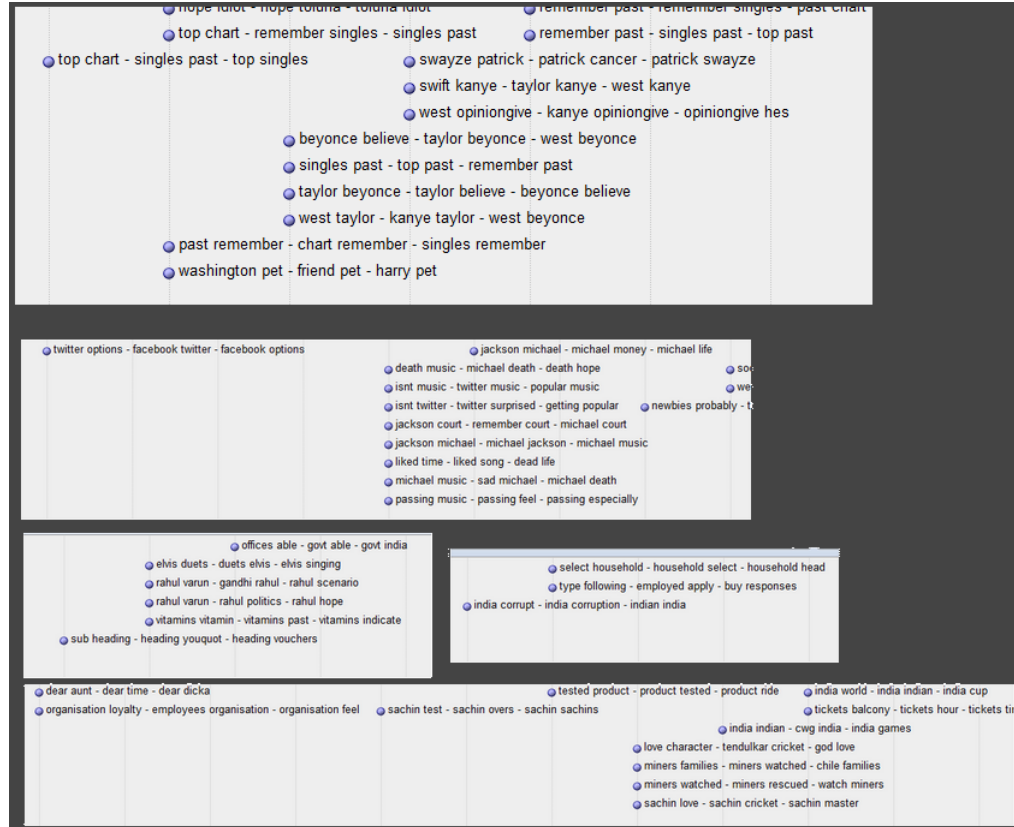 hope idiot - hope toluna - toluna idiot
remember past - remember singles - past chart
top chart - remember singles - singles past
remember past - singles past - top past
top chart - singles past - top singles
swayze patrick - patrick cancer - patrick swayze
swift kanye - taylor kanye - west kanye
west opiniongive - kanye opiniongive - opiniongive hes
beyonce believe - taylor beyonce - west beyonce
singles past - top past - remember past
taylor beyonce - taylor believe - beyonce believe
west taylor - kanye taylor - west beyonce
past remember - chart remember - singles remember
washington pet - friend pet - harry pet
twitter options - facebook twitter - facebook options
jackson michael - michael money - michael life
death music - michael death - death hope
isnt music - twitter music - popular music
isnt twitter - twitter surprised - getting popular
newbies probably -
jackson court - remember court - michael court
jackson michael - michael jackson - michael music
liked time - liked song - dead life
michael music - sad michael - michael death
passing music - passing feel - passing especially
offices able - govt able - govt india
elvis duets - duets elvis - elvis singing
rahul varun - gandhi rahul - rahul scenario
rahul varun - rahul politics - rahul hope
vitamins vitamin - vitamins past - vitamins indicate
sub heading - heading youquot - heading vouchers
select household - household select - household head
type following - employed apply - buy responses
india corrupt - india corruption - indian india
dear aunt - dear time - dear dicka
tested product - product tested - product ride
india world - india indian - india cup
organisation loyalty - employees organisation - organisation feel
sachin test - sachin overs - sachin sachins
tickets balcony - tickets hour - tickets
india indian - cwg india - india games
love character - tendulkar cricket - god love
miners families - miners watched - chile families
miners watched - miners rescued - watch miners
sachin love - sachin cricket - sachin master